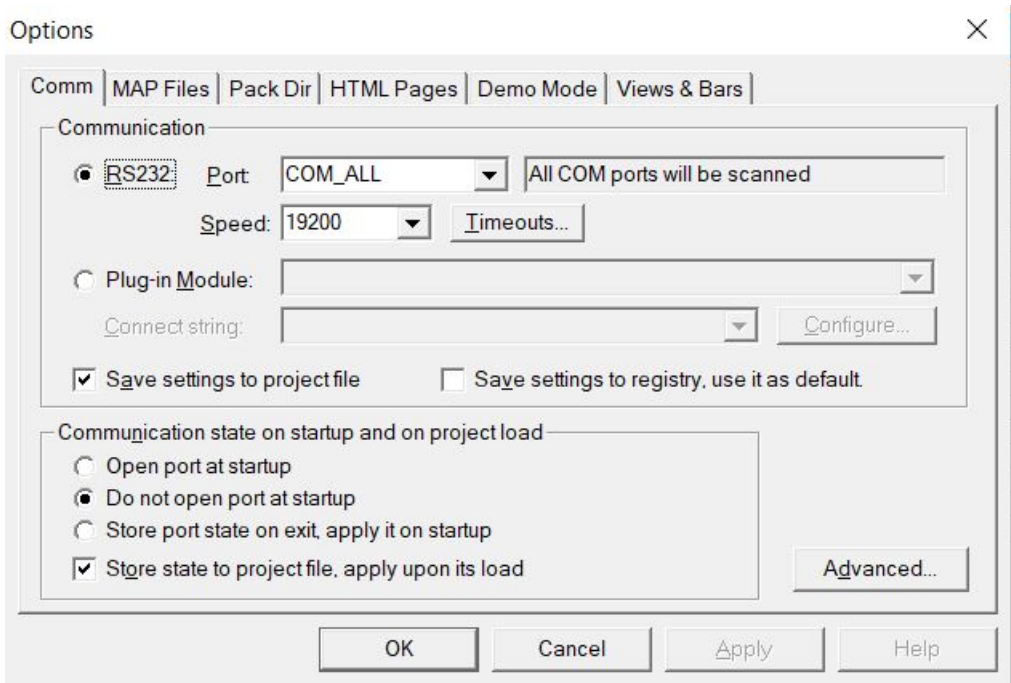 Options
Comm MAP Files Pack Dir HTML Pages Demo Mode Views & Bars
Communication
RS232: Port: COM_ALL All COM ports will be scanned
Speed: 19200 Timeouts...
Plug-in Module:
Connect string: Configure...
Save settings to project file Save settings to registry, use it as default.
Communication state on startup and on project load
Open port at startup
Do not open port at startup
Store port state on exit, apply it on startup
Store state to project file, apply upon its load Advanced...
OK Cancel Apply Help